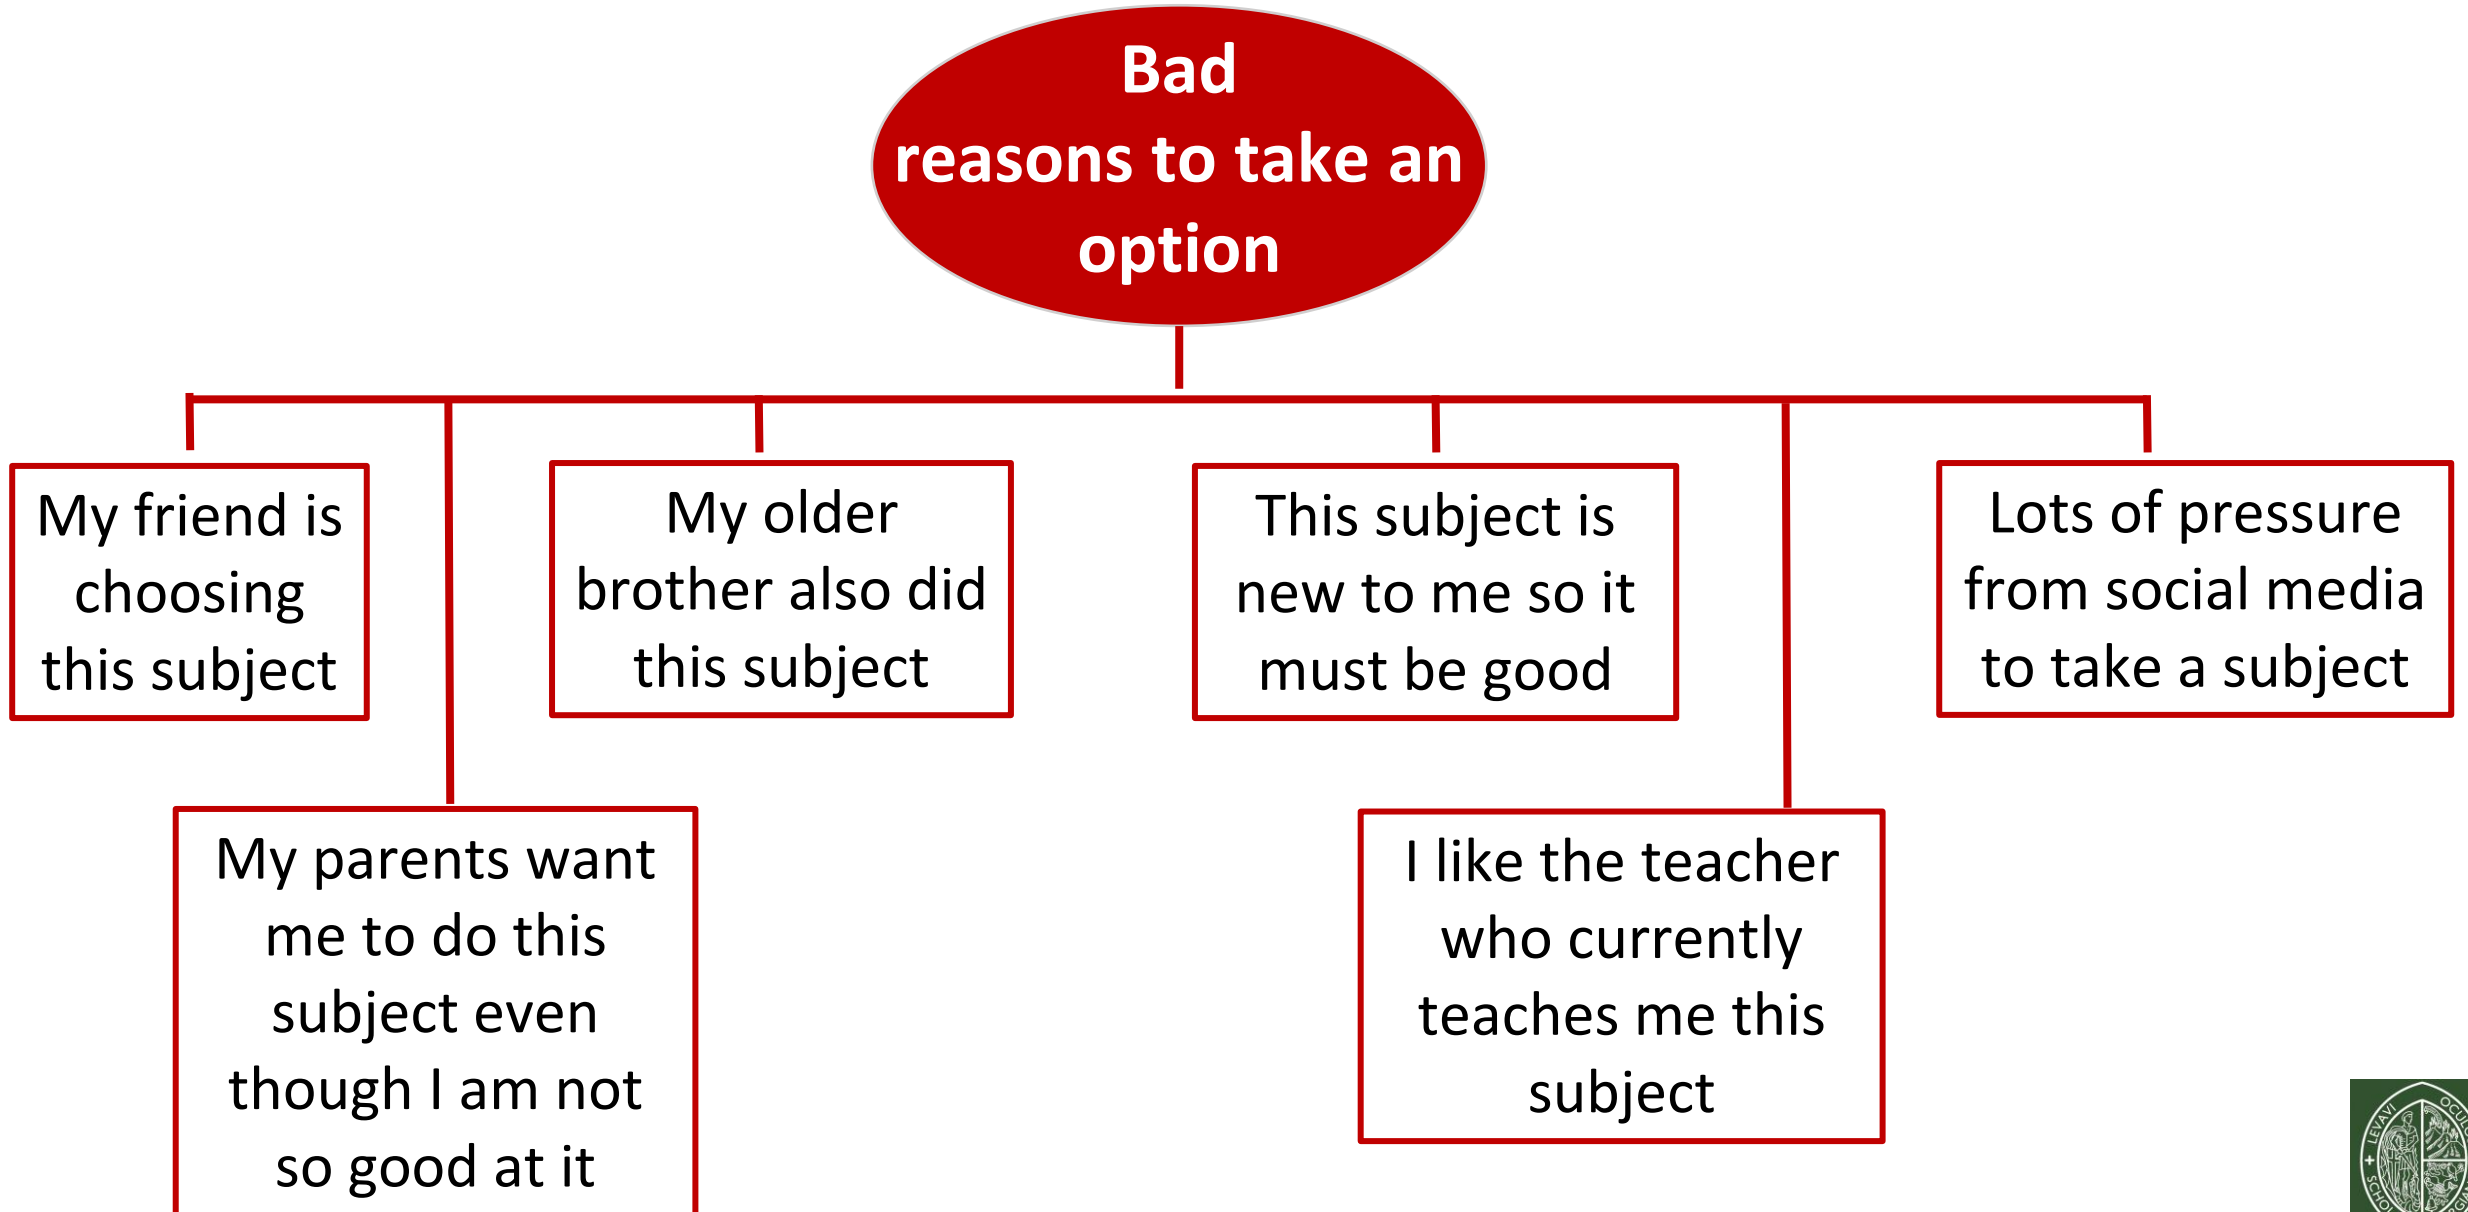 Bad
reasons to take an
option
My friend is
choosing
this subject
My older
brother also did
this subject
This subject is
new to me so it
must be good
Lots of pressure
from social media
to take a subject
My parents want
me to do this
subject even
though I am not
so good at it
I like the teacher
who currently
teaches me this
subject
LEVAVI